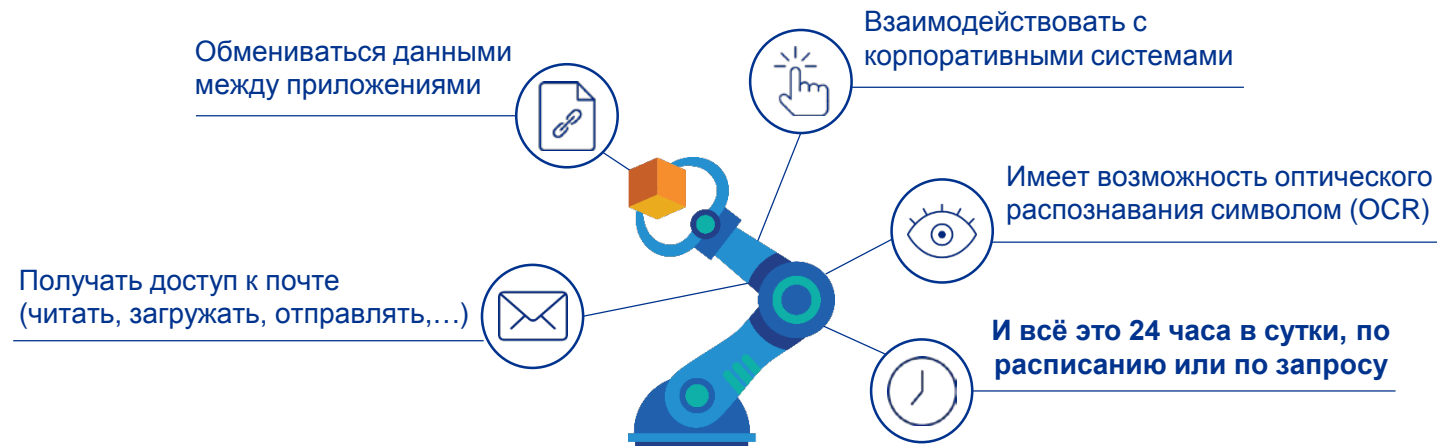 Обмениваться данными
между приложениями
Взаимодействовать с
корпоративными системами
Имеет возможность оптического
распознавания символом (OCR)
Получать доступ к почте
(читать, загружать, отправлять,…)
И всё это 24 часа в сутки, по
расписанию или по запросу